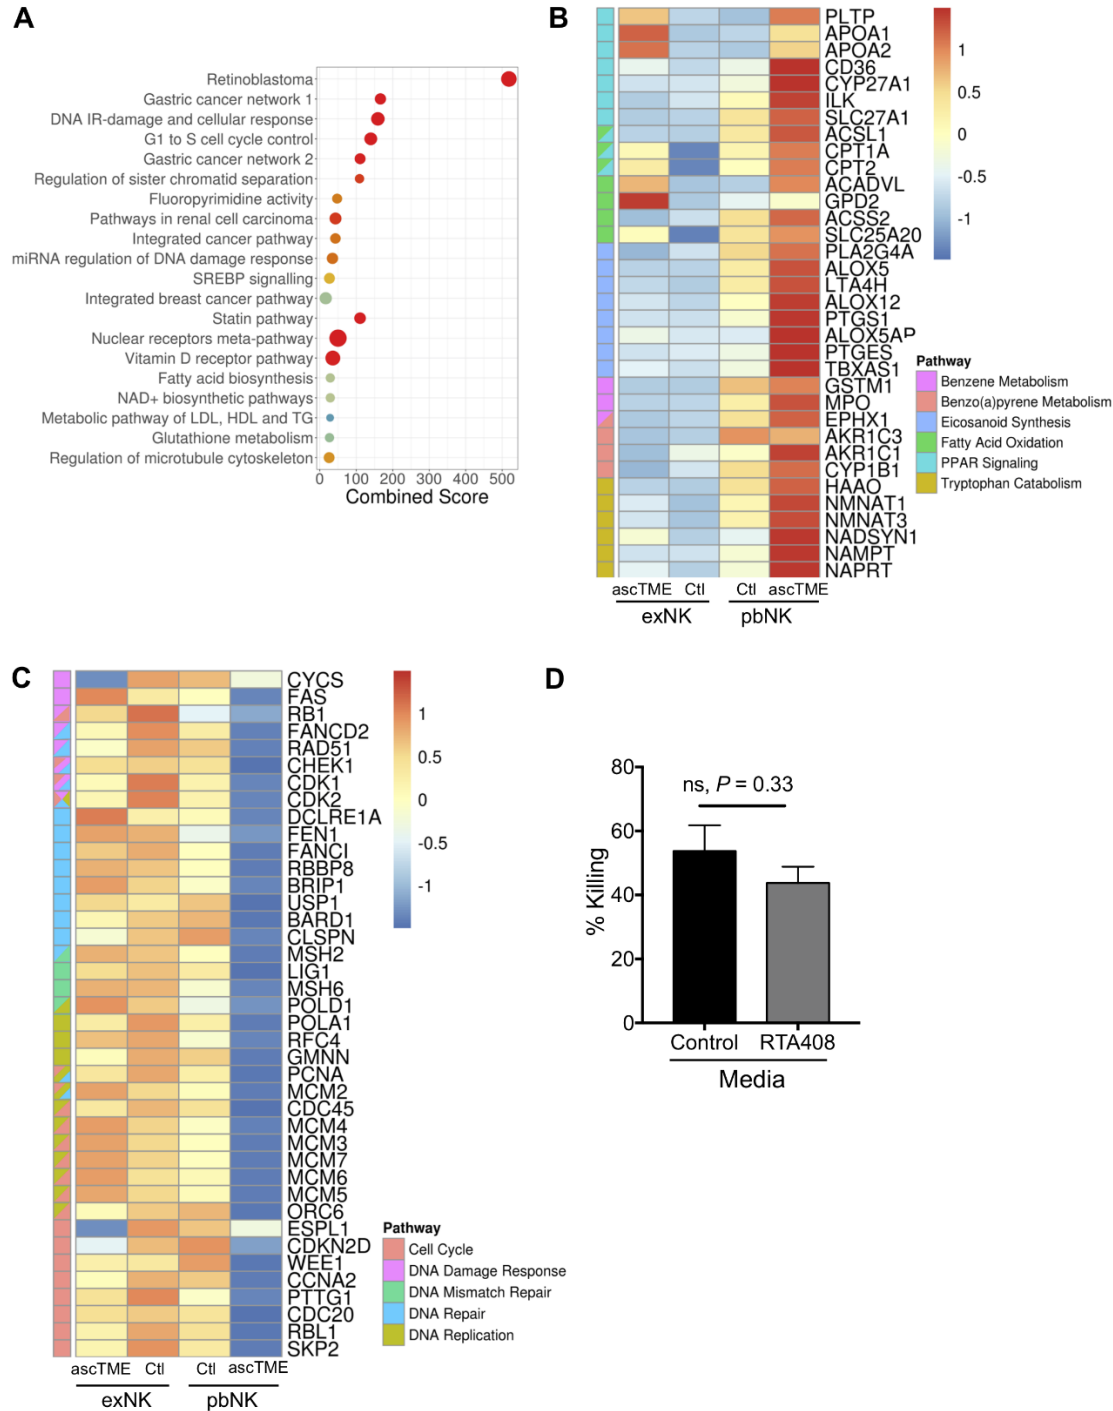 A
Retinoblastoma
Gastric cancer network 1
DNA IR-damage and cellular response
G1 to S cell cycle control
Gastric cancer network 2
Regulation of sister chromatid separation
Fluoropyrimidine activity
Pathways in renal cell carcinoma
Integrated cancer pathway
miRNA regulation of DNA damage response
SREBP signalling
Integrated breast cancer pathway
Statin pathway
Nuclear receptors meta-pathway
Vitamin D receptor pathway
Fatty acid biosynthesis
NAD+ biosynthetic pathways
Metabolic pathway of LDL, HDL and TG
Glutathione metabolism
Regulation of microtubule cytoskeleton
0 100 200 300 400 500
Combined Score
B
PLTP
APOA1
APOA2
CD36
CYP27A1
ILK
SLC27A1
ACSL1
CPT1A
CPT2
ACADVL
GPD2
ACSS2
SLC25A20
PLA2G4A
ALOX5
LTA4H
ALOX12
PTGS1
ALOX5AP
PTGES
TBXAS1
GSTM1
MPO
EPHX1
AKR1C3
AKR1C1
CYP1B1
HAAO
NMNAT1
NMNAT3
NADSYN1
NAMPT
NAPRT
1
0.5
0
-0.5
-1
Pathway
Benzene Metabolism
Benzo(a)pyrene Metabolism
Eicosanoid Synthesis
Fatty Acid Oxidation
PPAR Signaling
Tryptophan Catabolism
ascTME Ctl Ctl ascTME
exNK pbNK
C
CYCS
FAS
RB1
FANCD2
RAD51
CHEK1
CDK1
CDK2
DCLRE1A
FEN1
FANCI
RBBP8
BRIP1
USP1
BARD1
CLSPN
MSH2
LIG1
MSH6
POLD1
POLA1
RFC4
GMNN
PCNA
MCM2
CDC45
MCM4
MCM3
MCM7
MCM6
MCM5
ORC6
ESPL1
CDKN2D
WEE1
CCNA2
PTTG1
CDC20
RBL1
SKP2
1
0.5
0
-0.5
-1
Pathway
Cell Cycle
DNA Damage Response
DNA Mismatch Repair
DNA Repair
DNA Replication
ascTME Ctl Ctl ascTME
exNK pbNK
D
ns, P = 0.33
% Killing
80
60
40
20
0
Control RTA408
Media